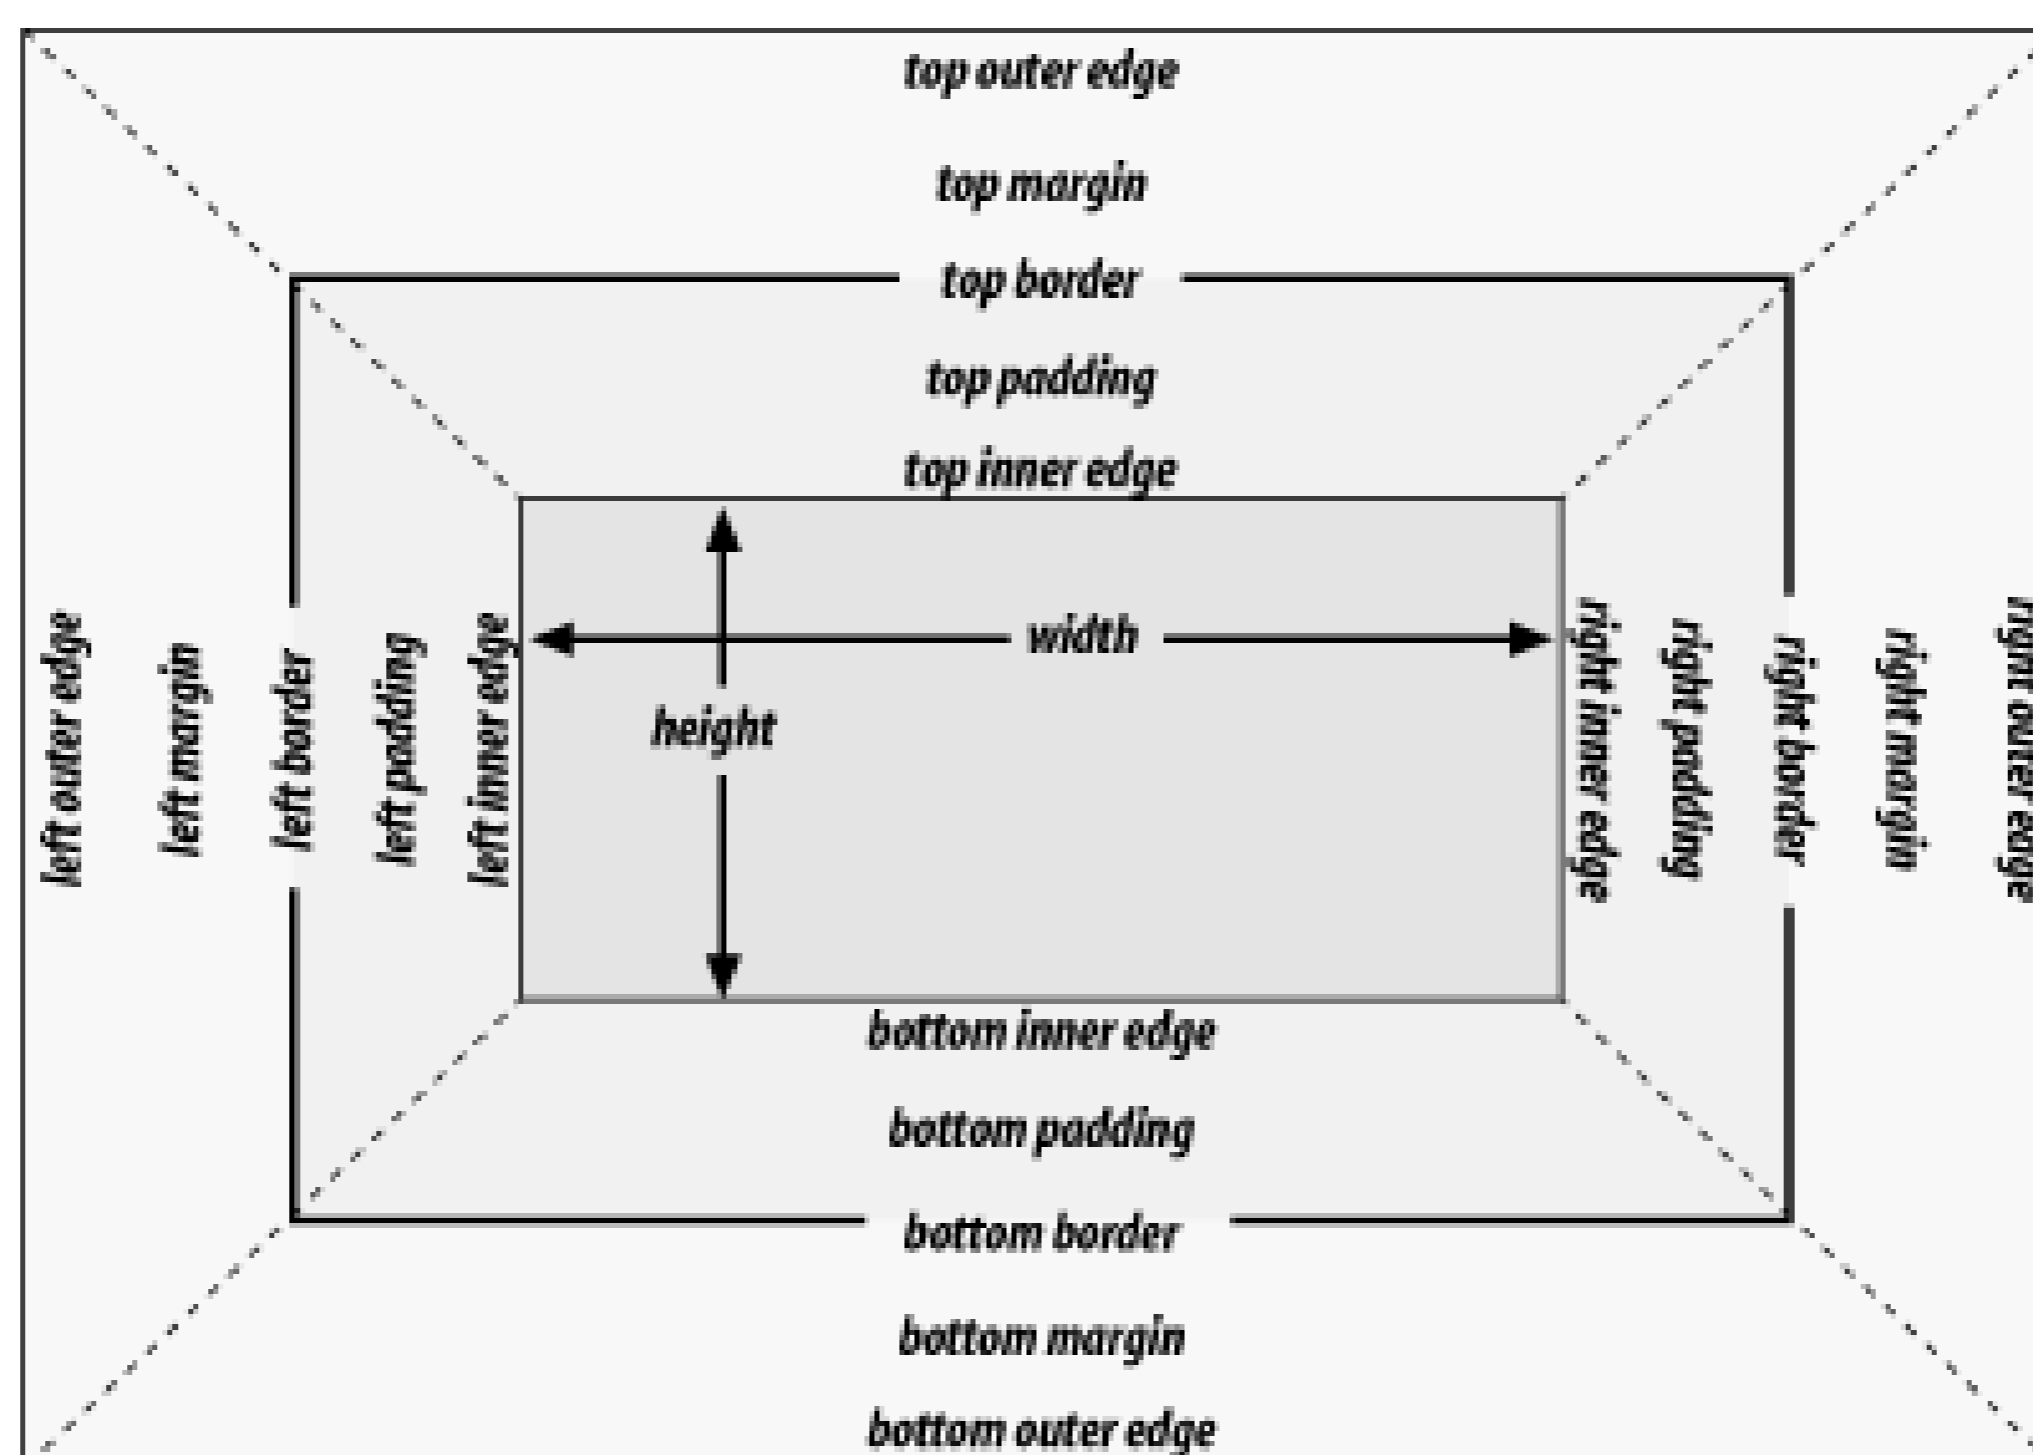 top outer edge
top margin
top border
top padding
top inner edge
left outer edge
left margin
left border
left padding
left inner edge
width
height
right inner edge
right padding
right border
right margin
right outer edge
bottom inner edge
bottom padding
bottom border
bottom margin
bottom outer edge